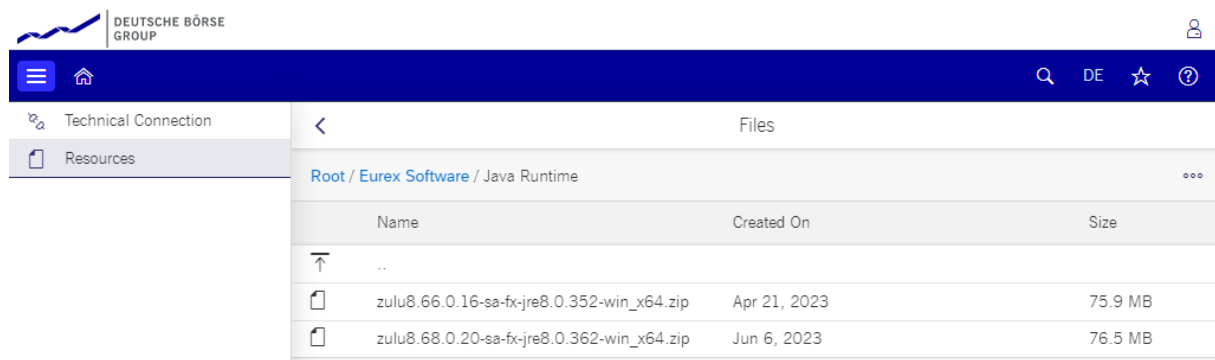 DEUTSCHE BÖRSE
GROUP
DE
Technical Connection
Resources
Files
Root / Eurex Software / Java Runtime
Name Created On Size
..
zulu8.66.0.16-sa-fx-jre8.0.352-win_x64.zip Apr 21, 2023 75.9 MB
zulu8.68.0.20-sa-fx-jre8.0.362-win_x64.zip Jun 6, 2023 76.5 MB